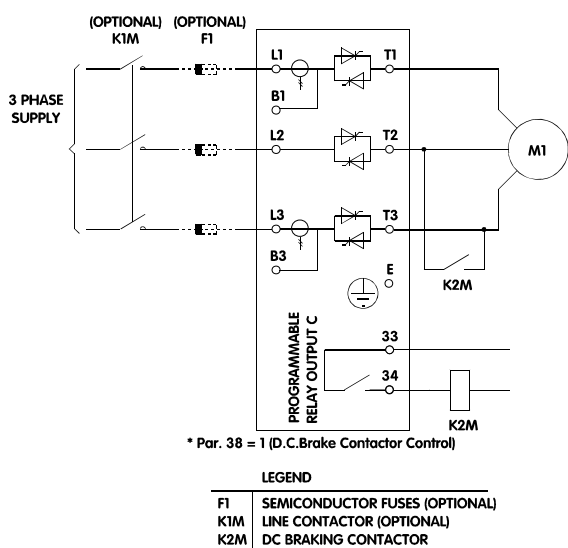 (OPTIONAL) (OPTIONAL)
K1M F1
3 PHASE
SUPPLY
L1 T1
B1
L2 T2
M1
L3 T3
B3
E
K2M
PROGRAMMABLE
RELAY OUTPUT C
33
34
K2M
* Par. 38 = 1 (D.C.Brake Contactor Control)
LEGEND
F1 SEMICONDUCTOR FUSES (OPTIONAL)
K1M LINE CONTACTOR (OPTIONAL)
K2M DC BRAKING CONTACTOR